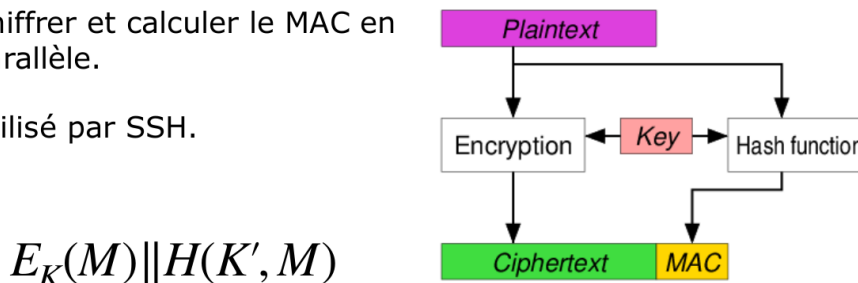 hiffrer et calculer le MAC en
rallèle.
ilisé par SSH.
E_K(M)||H(K′, M)
Plaintext
Encryption
Key
Hash function
Ciphertext
MAC